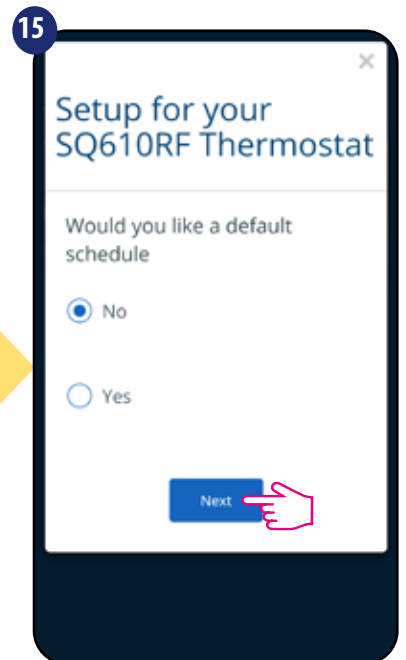 15
×
Setup for your
SQ610RF Thermostat
Would you like a default
schedule
No
Yes
Next